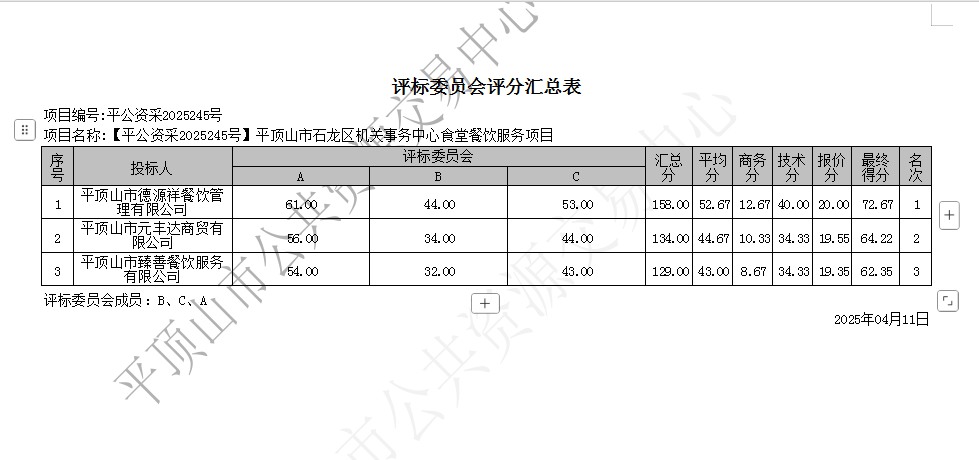 评标委员会评分汇总表
项目编号:平公资采2025245号
项目名称:【平公资采2025245号】平顶山市石龙区机关事务中心食堂餐饮服务项目
序号 投标人 评标委员会 汇总分 平均分 商务分 技术分 报价分 最终得分 名次
A B C
1 平顶山市德源祥餐饮管理有限公司 61.00 44.00 53.00 158.00 52.67 12.67 40.00 20.00 72.67 1
2 平顶山市元丰达商贸有限公司 56.00 34.00 44.00 134.00 44.67 10.33 34.33 19.55 64.22 2
3 平顶山市臻善餐饮服务有限公司 54.00 32.00 43.00 129.00 43.00 8.67 34.33 19.35 62.35 3
评标委员会成员：B、C、A
2025年04月11日
平顶山市公共资源交易中心
市公共资源交易中心